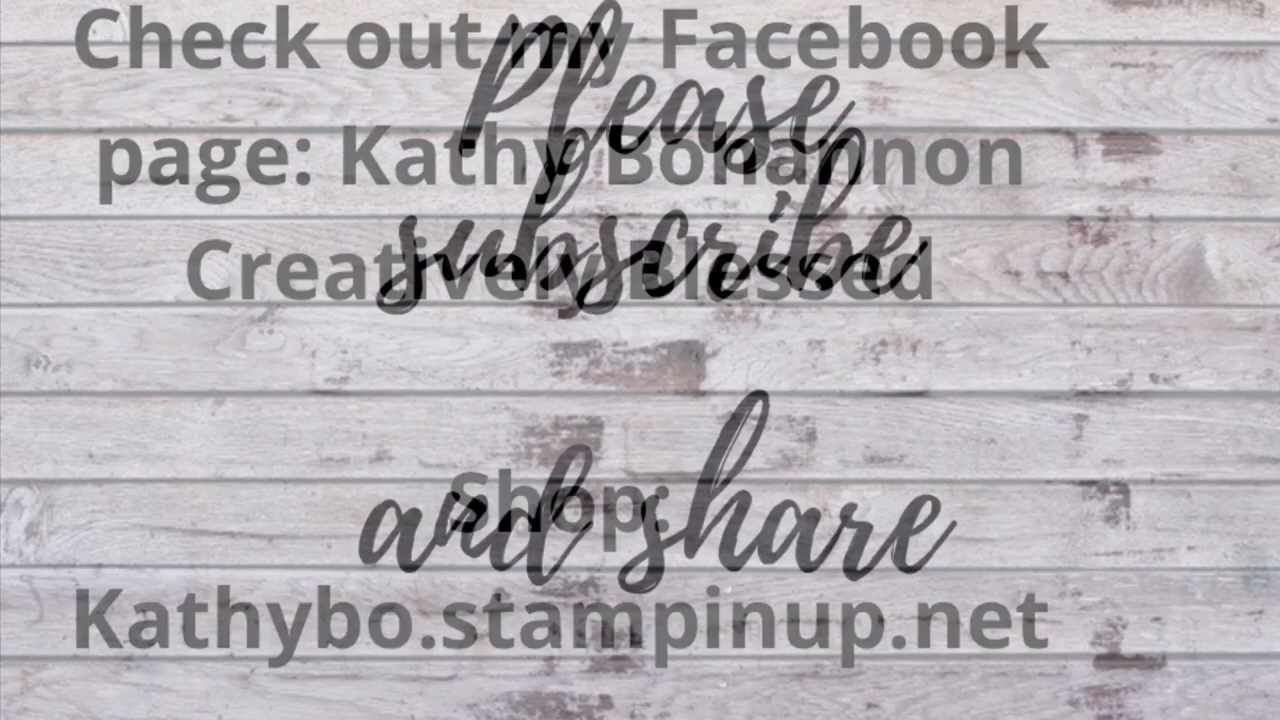 Check out my Facebook
page: Kathy Bohannon
Creatively Blessed
Shop:
Kathybo.stampinup.net
Please
subscribe
and share